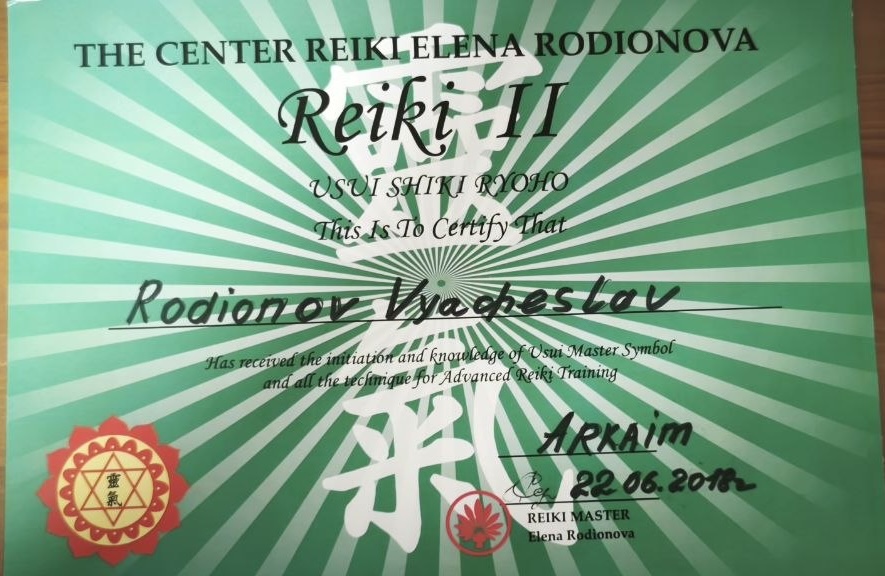 THE CENTER REIKI ELENA RODIONOVA
Reiki II
USUI SHIKI RYOHO
This Is To Certify That
Rodionov Vyacheslav
Has received the initiation and knowledge of Usui Master Symbol
and all the technique for Advanced Reiki Training
ARKAim
22 06.2018г
REIKI MASTER
Elena Rodionova
靈氣
靈
氣